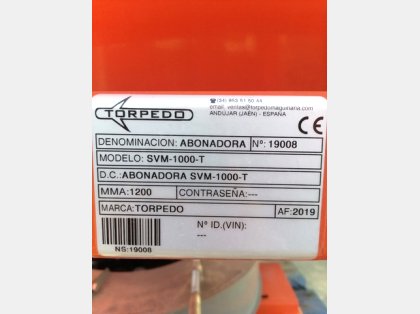 TORPEDO
ANDUJAR (JAÉN) - ESPAÑA
CE
DENOMINACION: ABONADORA Nº: 19008
MODELO: SVM-1000-T
D.C.: ABONADORA SVM-1000-T
MMA:1200 CONTRASEÑA:---
MARCA:TORPEDO AF:2019
Nº ID.(VIN):
---
NS:19008